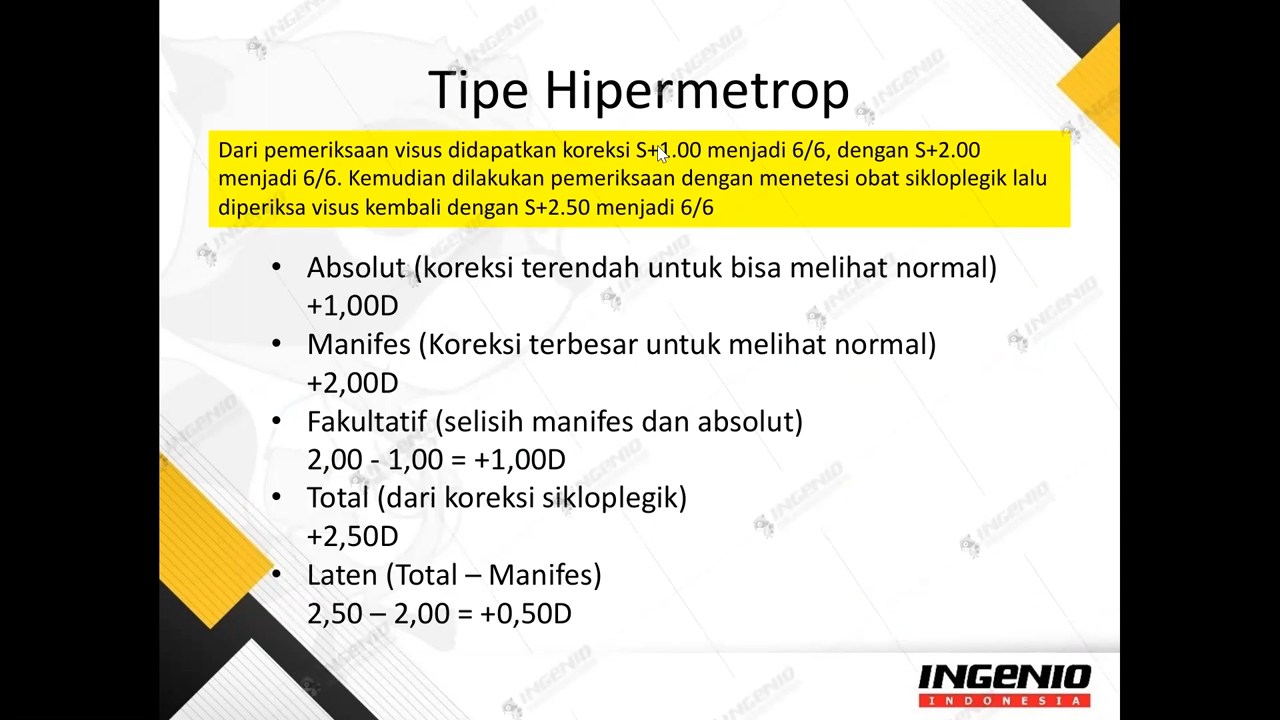 Tipe Hipermetrop
Dari pemeriksaan visus didapatkan koreksi S+1.00 menjadi 6/6, dengan S+2.00
menjadi 6/6. Kemudian dilakukan pemeriksaan dengan menetesi obat sikloplegik lalu
diperiksa visus kembali dengan S+2.50 menjadi 6/6
• Absolut (koreksi terendah untuk bisa melihat normal)
+1,00D
• Manifes (Koreksi terbesar untuk melihat normal)
+2,00D
• Fakultatif (selisih manifes dan absolut)
2,00 - 1,00 = +1,00D
• Total (dari koreksi sikloplegik)
+2,50D
• Laten (Total – Manifes)
2,50 – 2,00 = +0,50D
INGENIO
INDONESIA